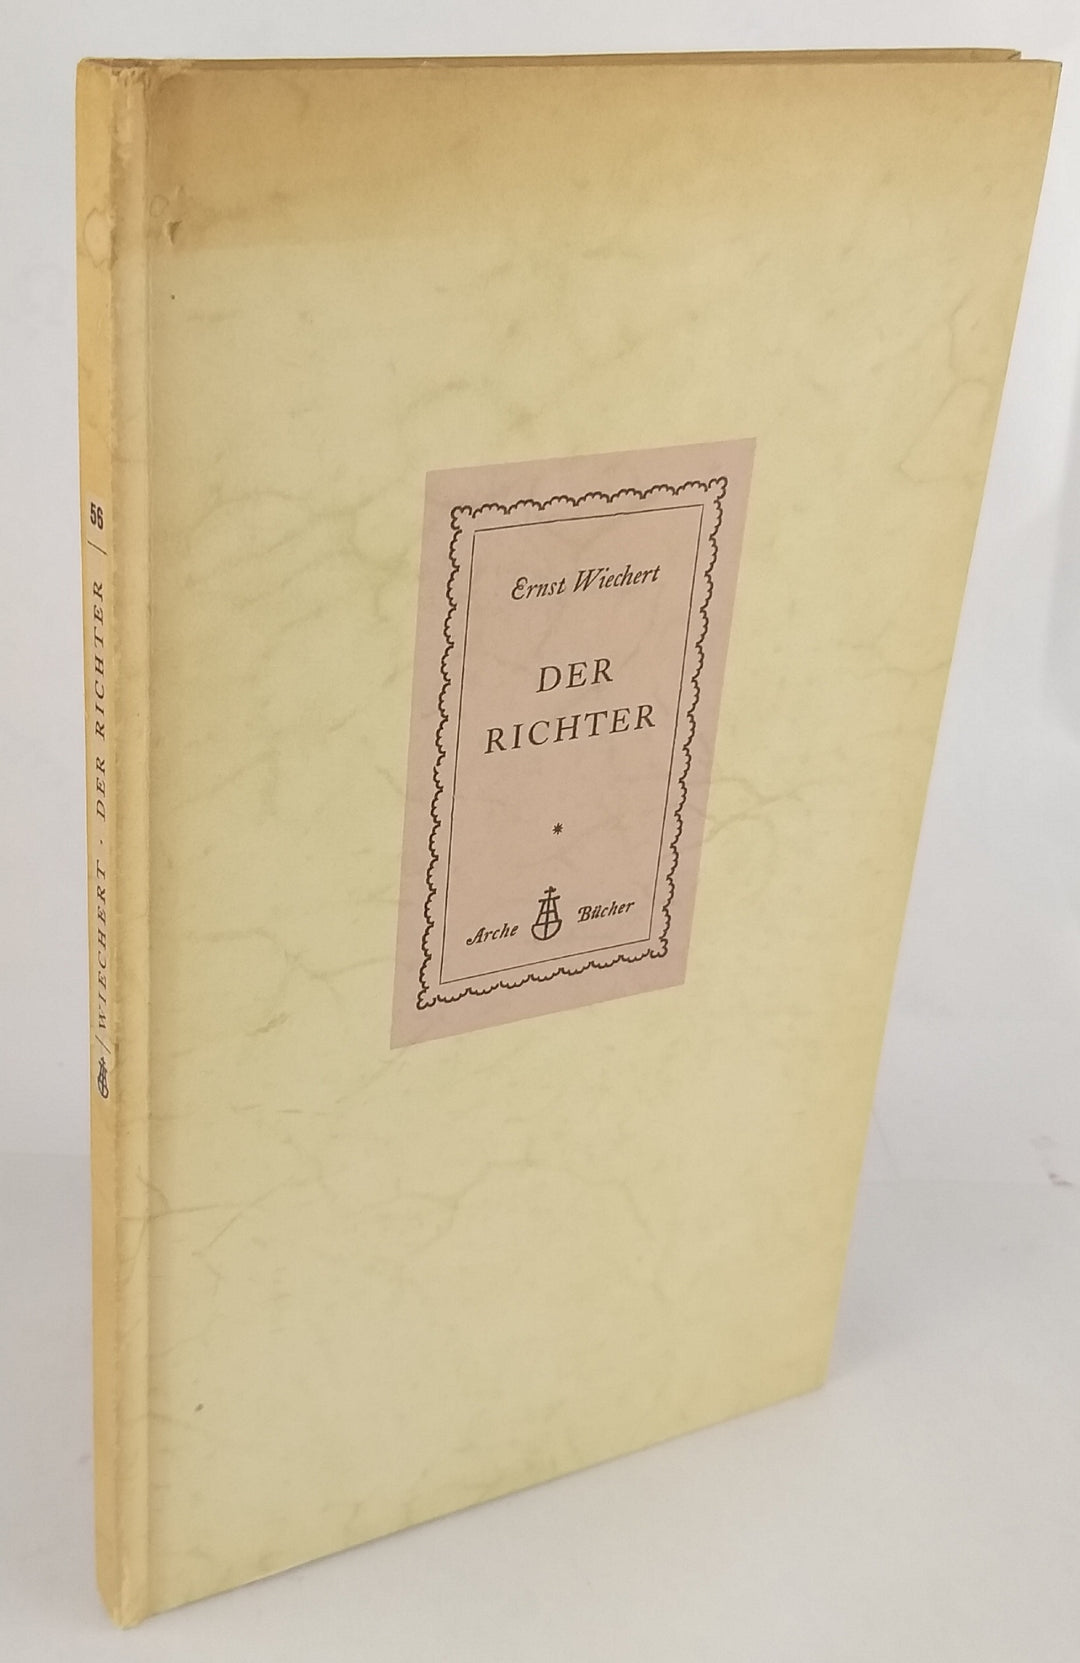 Ernst Wiechert
DER
RICHTER
*
Arche Bücher
WIECHERT · DER RICHTER / 56